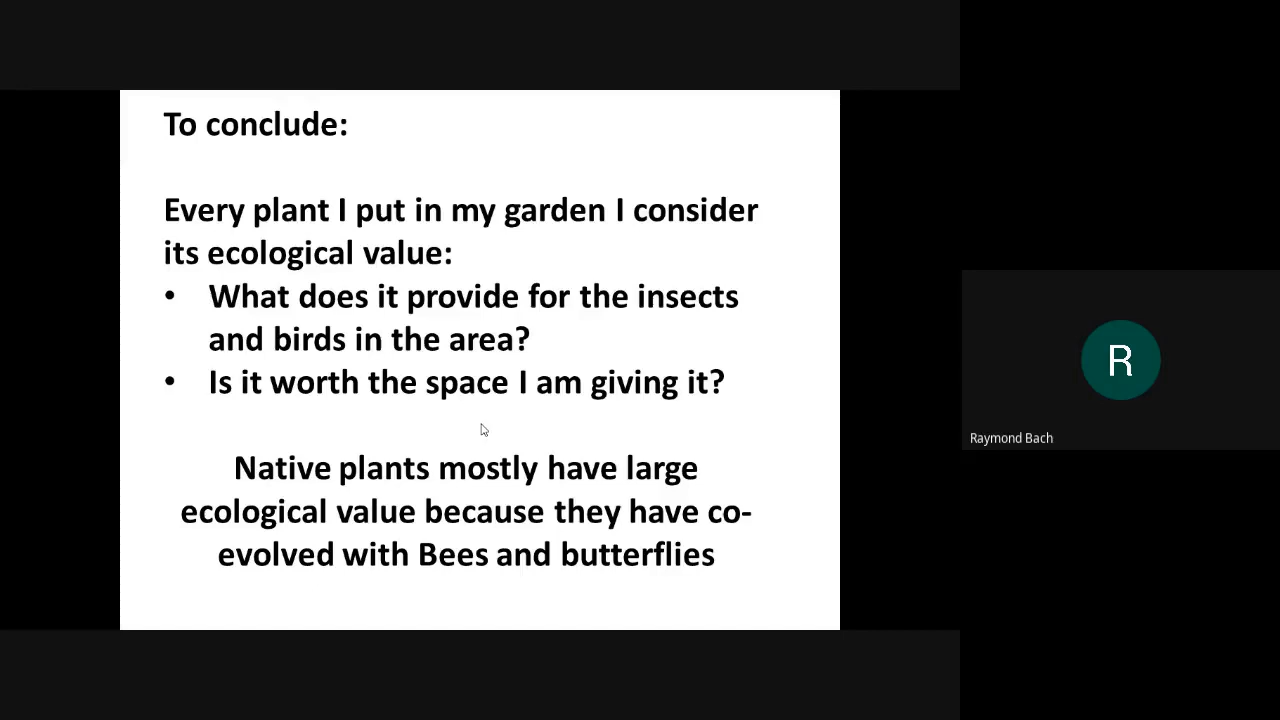 To conclude:
Every plant I put in my garden I consider
its ecological value:
• What does it provide for the insects
and birds in the area?
• Is it worth the space I am giving it?
Native plants mostly have large
ecological value because they have co-
evolved with Bees and butterflies
R
Raymond Bach